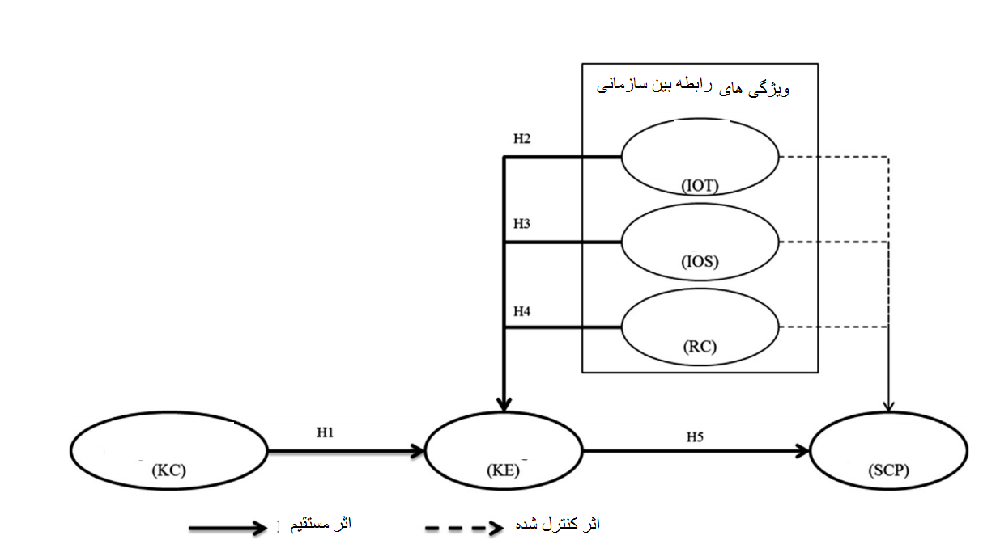 ویژگی های رابطه بین سازمانی
H2
(IOT)
H3
(IOS)
H4
(RC)
H1
H5
(KC)
(KE)
(SCP)
اثر مستقیم :
اثر کنترل شده